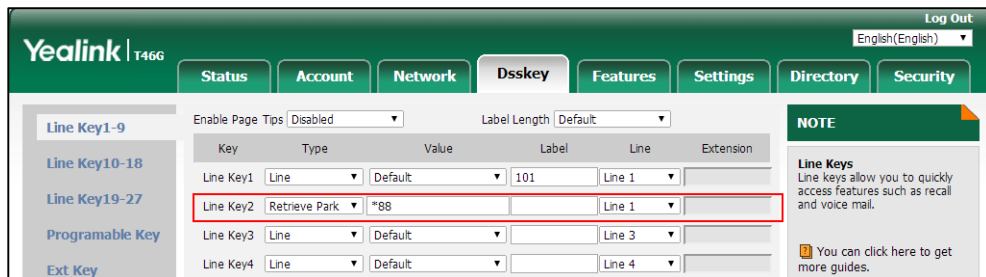 Log Out
Yealink T46G
English(English)
Status Account Network Dsskey Features Settings Directory Security
Line Key1-9
Line Key10-18
Line Key19-27
Programable Key
Ext Key
Enable Page Tips Disabled Label Length Default
Key Type Value Label Line Extension
Line Key1 Line Default 101 Line 1
Line Key2 Retrieve Park *88 Line 1
Line Key3 Line Default Line 3
Line Key4 Line Default Line 4
NOTE
Line Keys
Line keys allow you to quickly
access features such as recall
and voice mail.
You can click here to get
more guides.